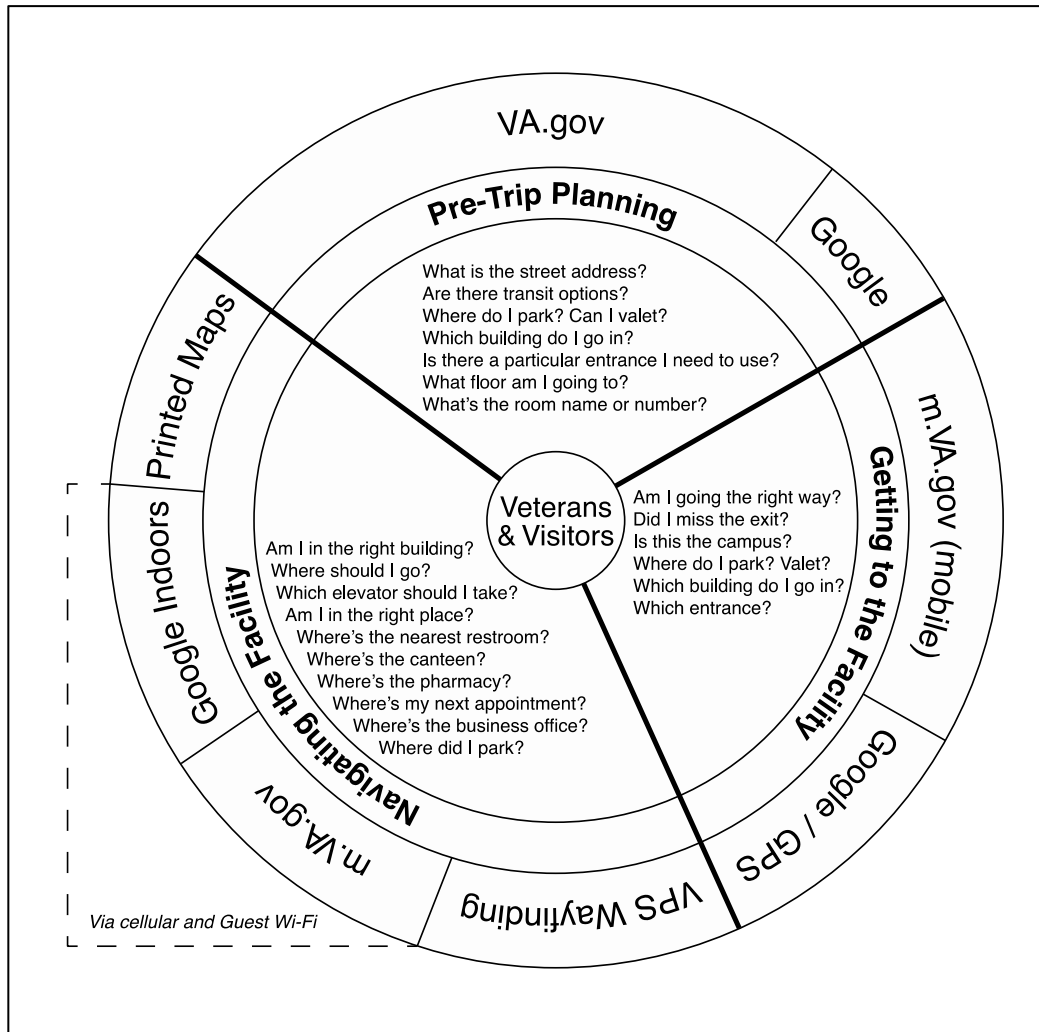 VA.gov
Google
Pre-Trip Planning
What is the street address?
Are there transit options?
Where do I park? Can I valet?
Which building do I go in?
Is there a particular entrance I need to use?
What floor am I going to?
What's the room name or number?
m.VA.gov (mobile)
Google / GPS
Getting to the Facility
Am I going the right way?
Did I miss the exit?
Is this the campus?
Where do I park? Valet?
Which building do I go in?
Which entrance?
Veterans
& Visitors
Printed Maps
Google Indoors
m.VA.gov
VPS Wayfinding
Navigating the Facility
Am I in the right building?
Where should I go?
Which elevator should I take?
Am I in the right place?
Where's the nearest restroom?
Where's the canteen?
Where's the pharmacy?
Where's my next appointment?
Where's the business office?
Where did I park?
Via cellular and Guest Wi-Fi